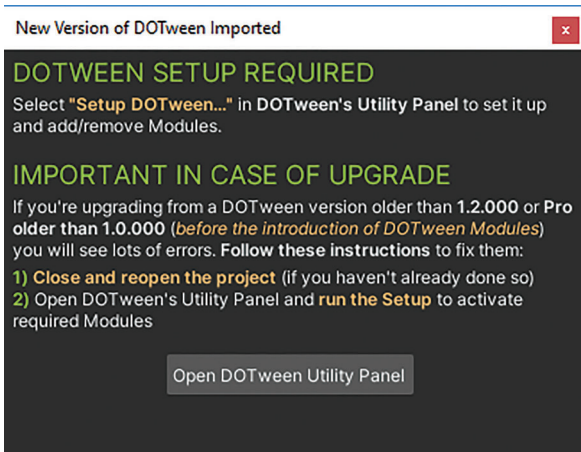 New Version of DOTween Imported
x
DOTWEEN SETUP REQUIRED
Select "Setup DOTween..." in DOTween's Utility Panel to set it up
and add/remove Modules.
IMPORTANT IN CASE OF UPGRADE
If you're upgrading from a DOTween version older than 1.2.000 or Pro
older than 1.0.000 (before the introduction of DOTween Modules)
you will see lots of errors. Follow these instructions to fix them:
1) Close and reopen the project (if you haven't already done so)
2) Open DOTween's Utility Panel and run the Setup to activate
required Modules
Open DOTween Utility Panel